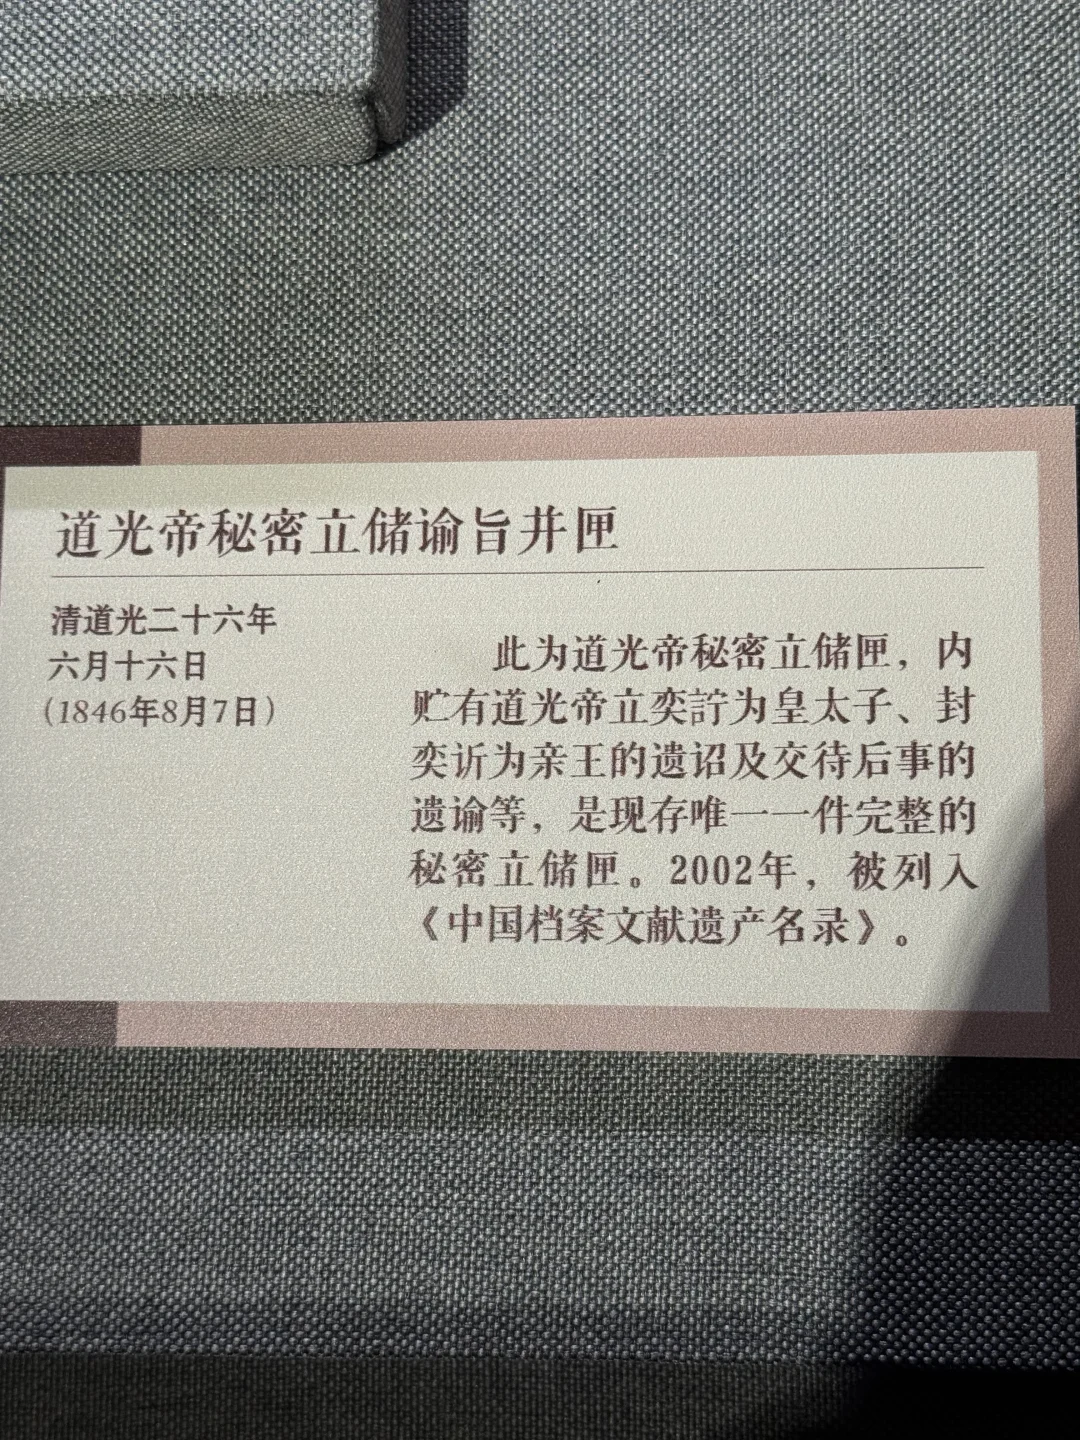 道光帝秘密立储谕旨并匣
清道光二十六年
六月十六日
（1846年8月7日）
此为道光帝秘密立储匣，内
贮有道光帝立奕詝为皇太子、封
奕䜣为亲王的遗诏及交待后事的
遗谕等，是现存唯一一件完整的
秘密立储匣。2002年，被列入
《中国档案文献遗产名录》。